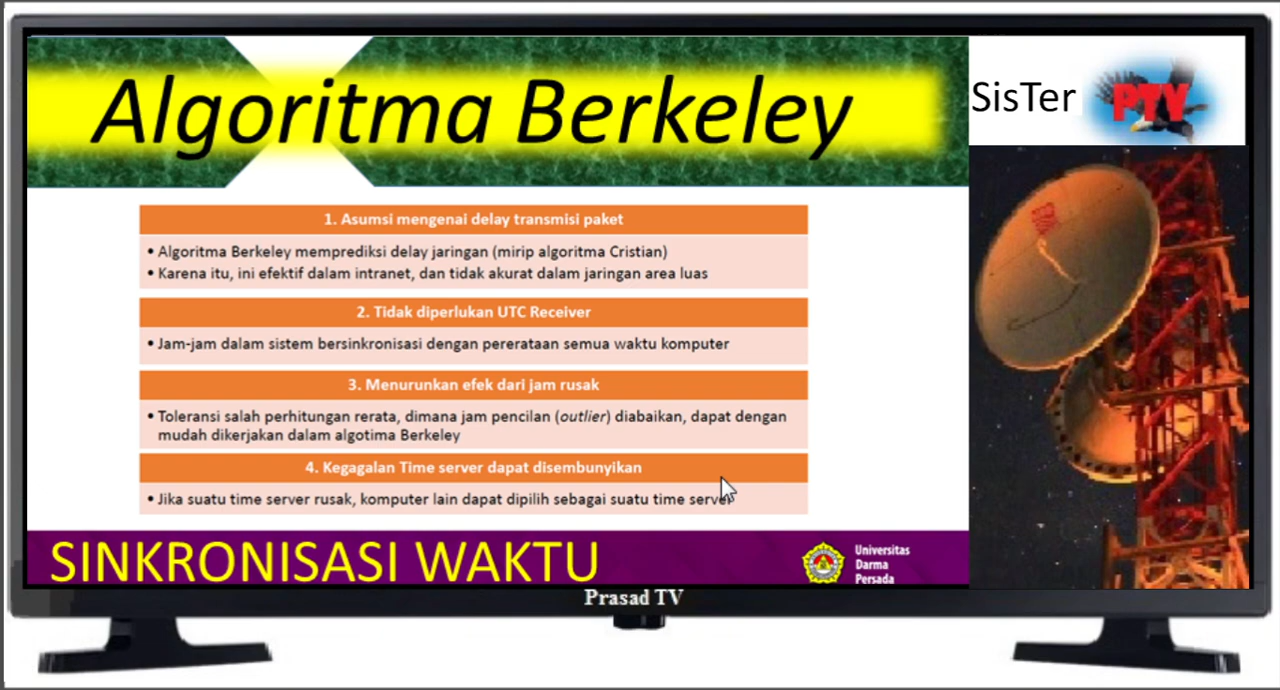 Algoritma Berkeley
SisTer
PTY
1. Asumsi mengenai delay transmisi paket
• Algoritma Berkeley memprediksi delay jaringan (mirip algoritma Cristian)
• Karena itu, ini efektif dalam intranet, dan tidak akurat dalam jaringan area luas
2. Tidak diperlukan UTC Receiver
• Jam-jam dalam sistem bersinkronisasi dengan pererataan semua waktu komputer
3. Menurunkan efek dari jam rusak
• Toleransi salah perhitungan rerata, dimana jam pencilan (outlier) diabaikan, dapat dengan
mudah dikerjakan dalam algotima Berkeley
4. Kegagalan Time server dapat disembunyikan
• Jika suatu time server rusak, komputer lain dapat dipilih sebagai suatu time server
SINKRONISASI WAKTU
Universitas
Darma
Persada
Prasad TV